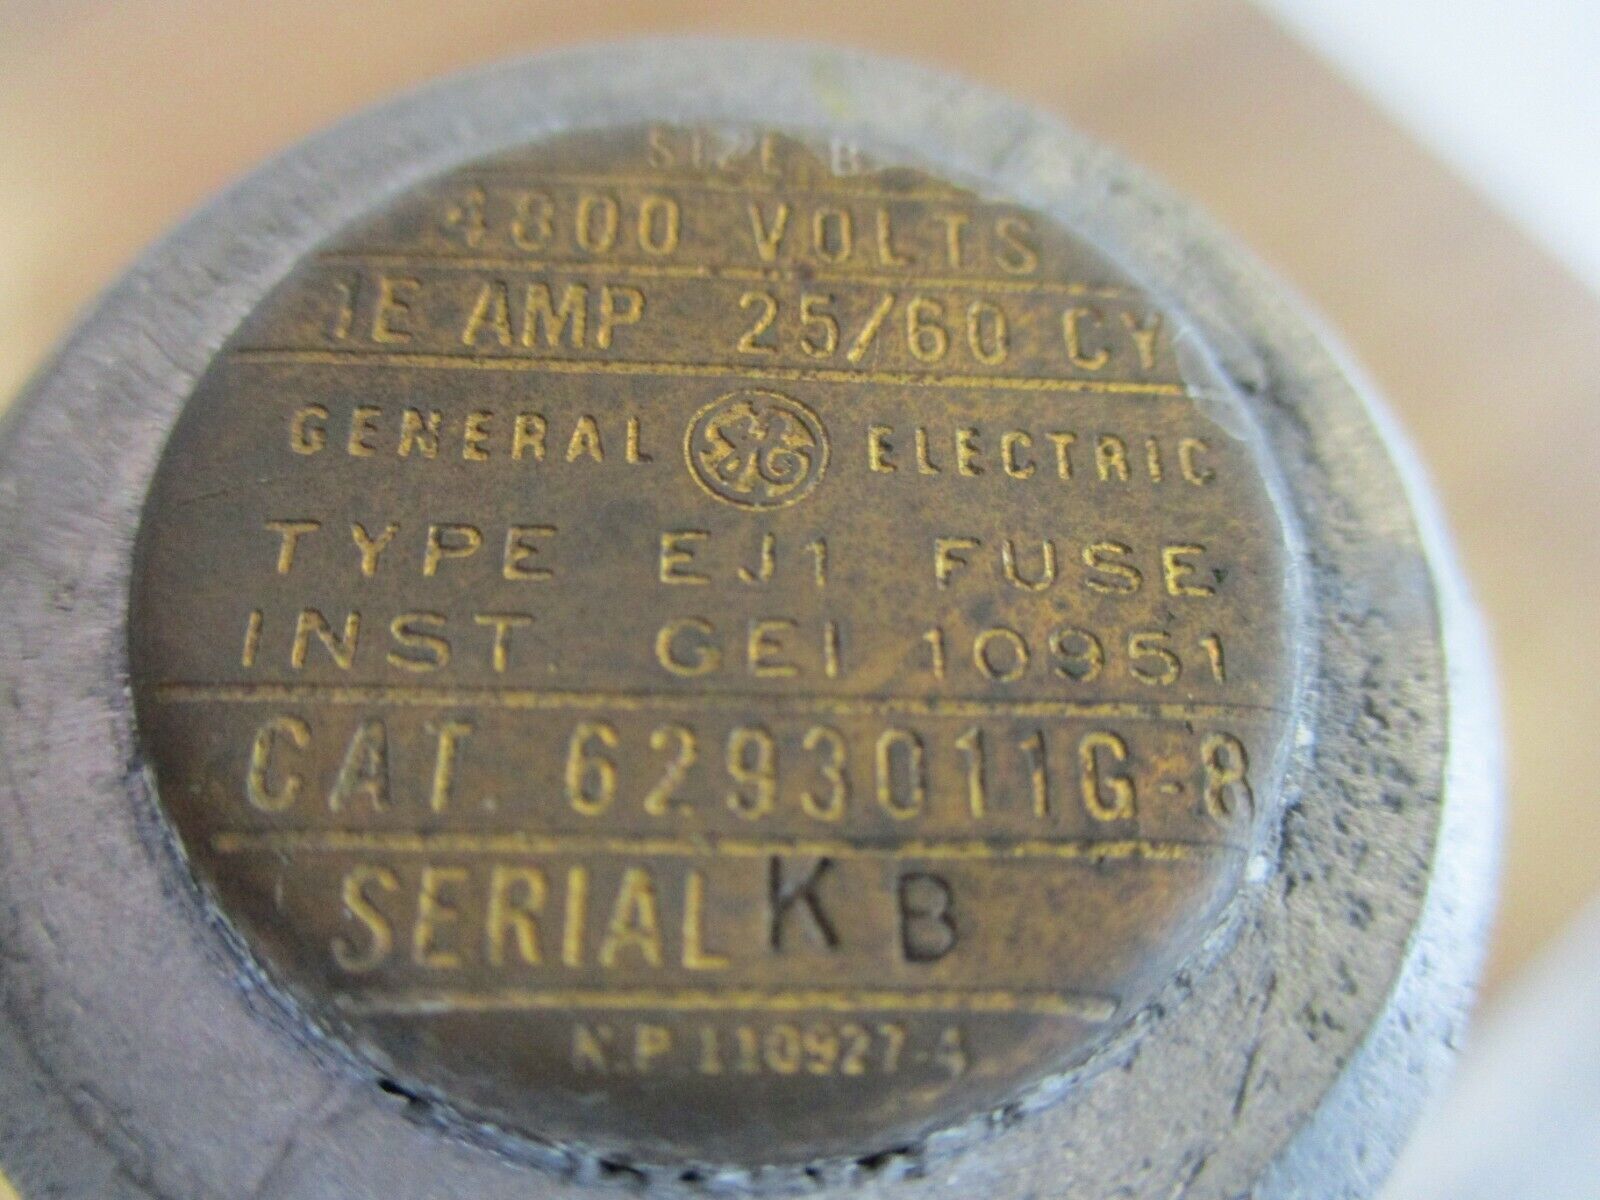 SIZE B
4800 VOLTS
1E AMP 25/60 CY
GENERAL GE ELECTRIC
TYPE EJ1 FUSE
INST. GEI 10951
CAT. 6293011G-8
SERIAL K B
N.P 110927-A